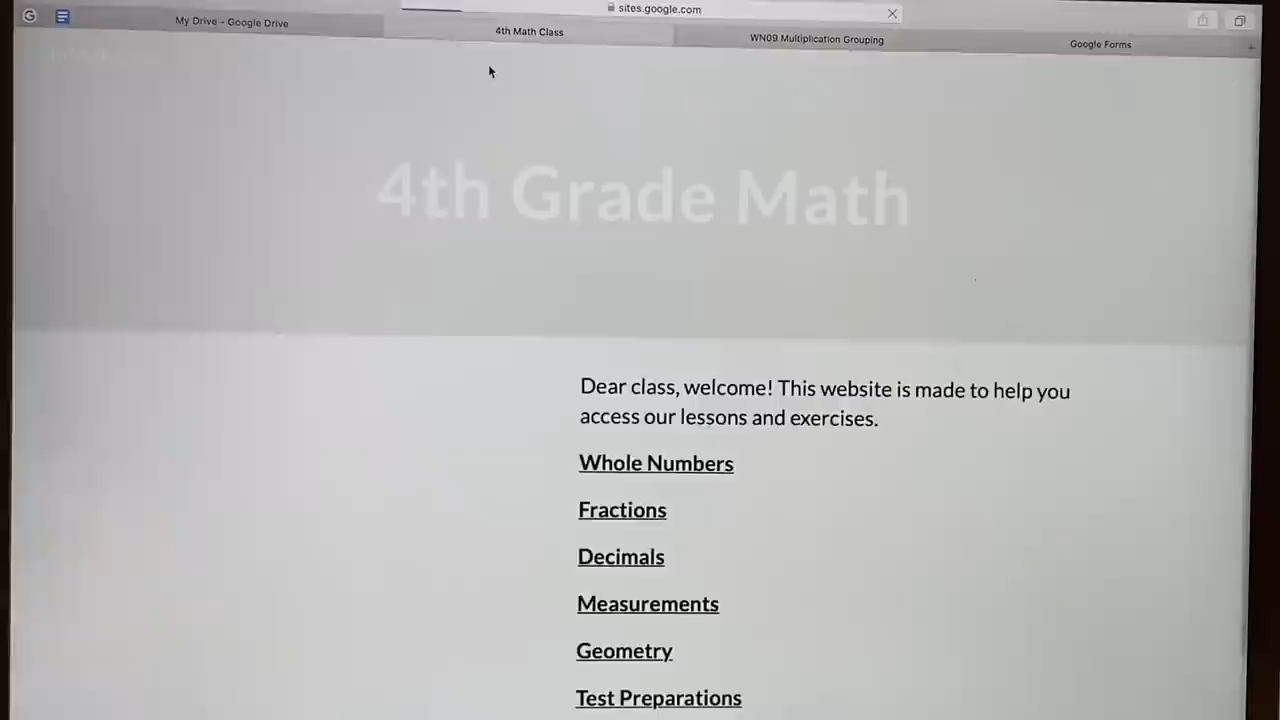 sites.google.com
My Drive - Google Drive
4th Math Class
WN09 Multiplication Grouping
Google Forms
4th Grade Math
Dear class, welcome! This website is made to help you
access our lessons and exercises.
Whole Numbers
Fractions
Decimals
Measurements
Geometry
Test Preparations